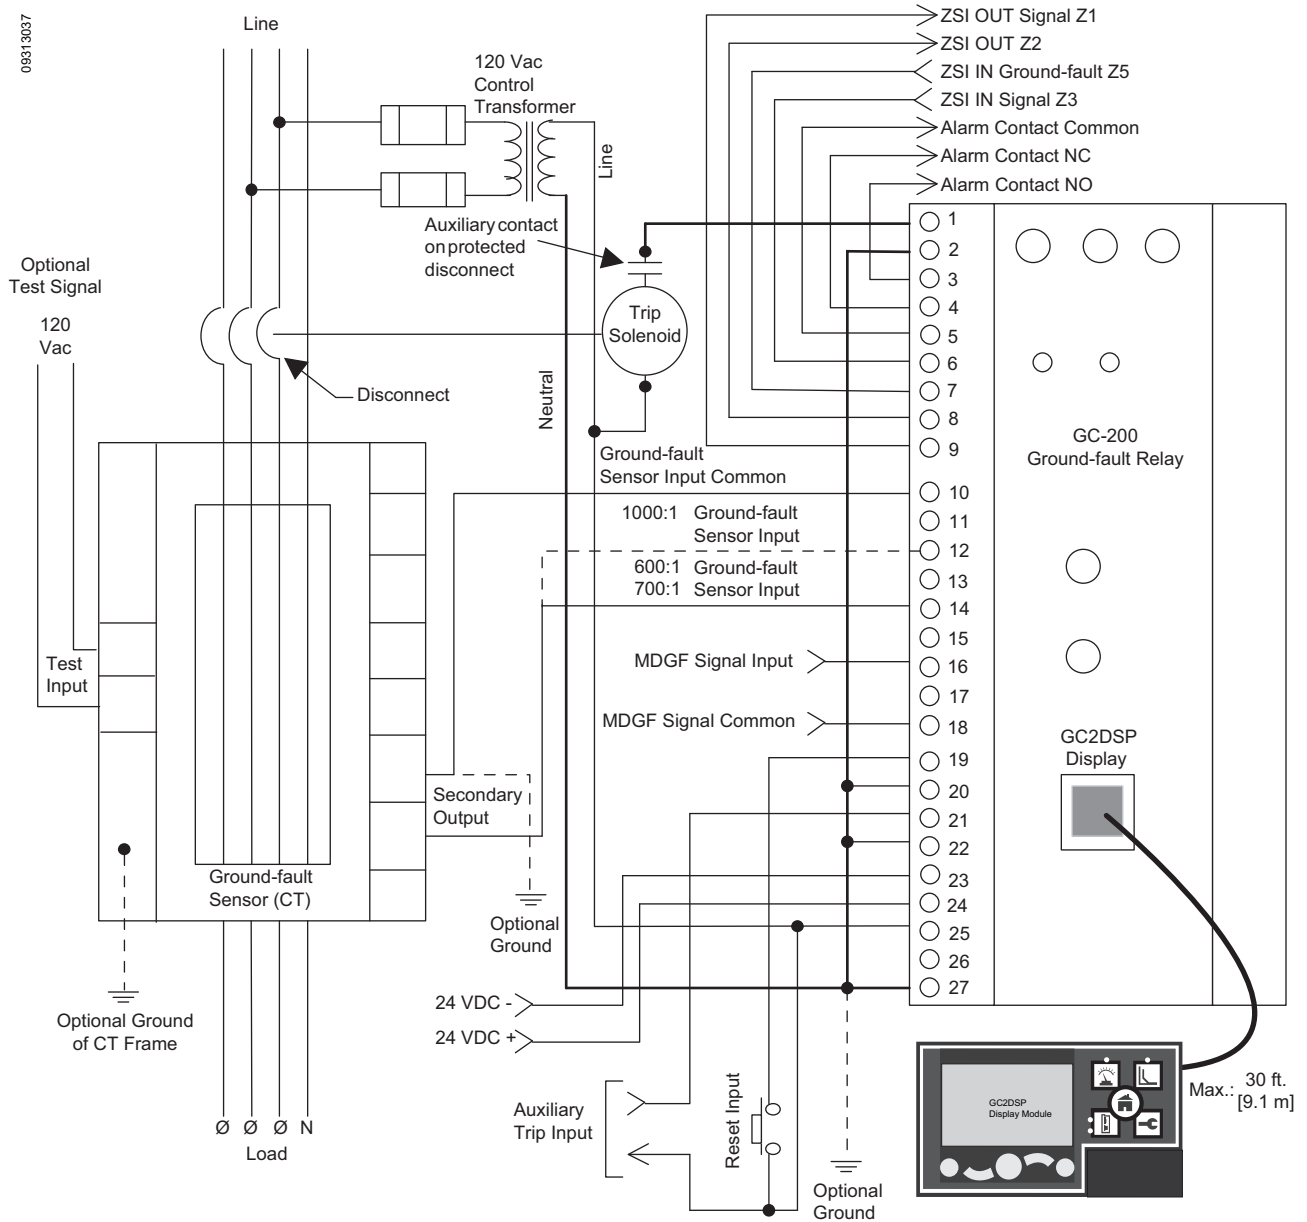 09313037
Line
120 Vac
Control
Transformer
Line
ZSI OUT Signal Z1
ZSI OUT Z2
ZSI IN Ground-fault Z5
ZSI IN Signal Z3
Alarm Contact Common
Alarm Contact NC
Alarm Contact NO
Auxiliary contact
on protected
disconnect
Optional
Test Signal
120
Vac
Trip
Solenoid
Disconnect
Neutral
1
2
3
4
5
6
7
8
9
10
11
12
13
14
15
16
17
18
19
20
21
22
23
24
25
26
27
GC-200
Ground-fault Relay
Ground-fault
Sensor Input Common
1000:1 Ground-fault
Sensor Input
600:1 Ground-fault
700:1 Sensor Input
MDGF Signal Input
MDGF Signal Common
Test
Input
GC2DSP
Display
Secondary
Output
Ground-fault
Sensor (CT)
Optional
Ground
24 VDC -
24 VDC +
Optional Ground
of CT Frame
Auxiliary
Trip Input
Reset Input
Ø Ø Ø N
Load
Optional
Ground
GC2DSP
Display Module
Max.: 30 ft.
[9.1 m]